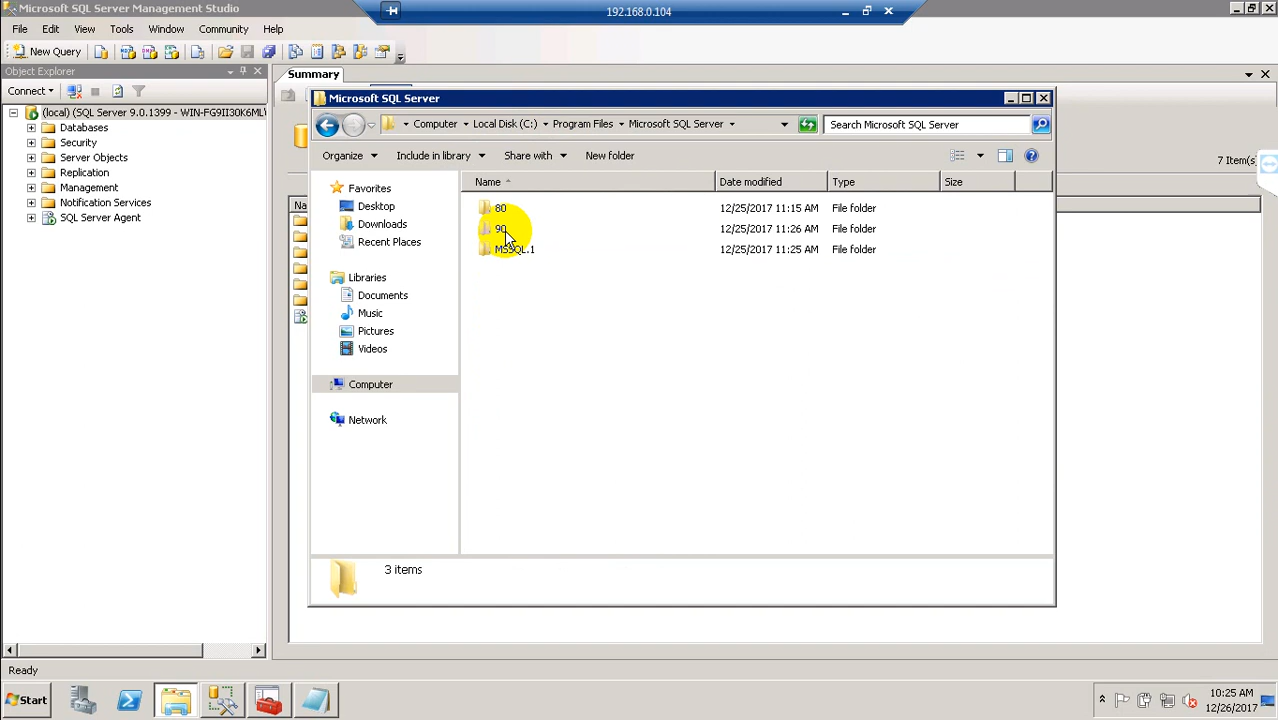 Microsoft SQL Server Management Studio
192.168.0.104
File Edit View Tools Window Community Help
New Query
Object Explorer
Summary
Connect
(local) (SQL Server 9.0.1399 - WIN-FG9II30K6ML\
Databases
Security
Server Objects
Replication
Management
Notification Services
SQL Server Agent
7 Item(s)
Na
Microsoft SQL Server
Computer Local Disk (C:) Program Files Microsoft SQL Server
Search Microsoft SQL Server
Organize Include in library Share with New folder
Name Date modified Type Size
80 12/25/2017 11:15 AM File folder
90 12/25/2017 11:26 AM File folder
MSSQL.1 12/25/2017 11:25 AM File folder
Favorites
Desktop
Downloads
Recent Places
Libraries
Documents
Music
Pictures
Videos
Computer
Network
3 items
Ready
Start
10:25 AM
12/26/2017